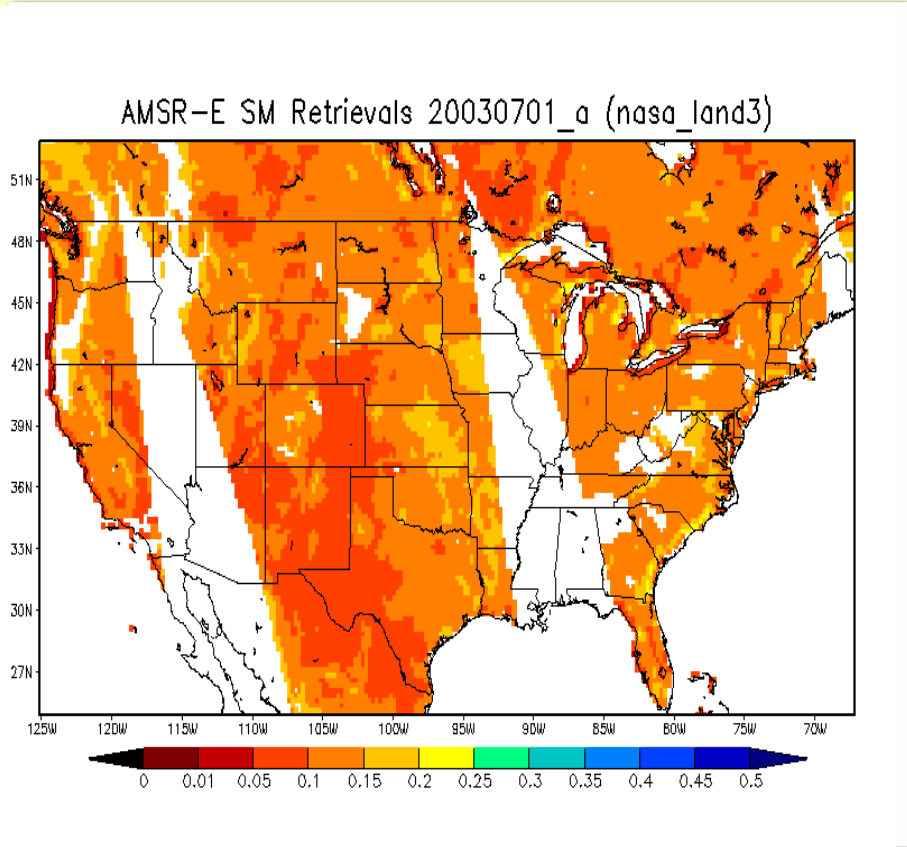 AMSR-E SM Retrievals 20030701_a (nasa_land3)
51N
48N
45N
42N
39N
36N
33N
30N
27N
125W 120W 115W 110W 105W 100W 95W 90W 85W 80W 75W 70W
0 0.01 0.05 0.1 0.15 0.2 0.25 0.3 0.35 0.4 0.45 0.5